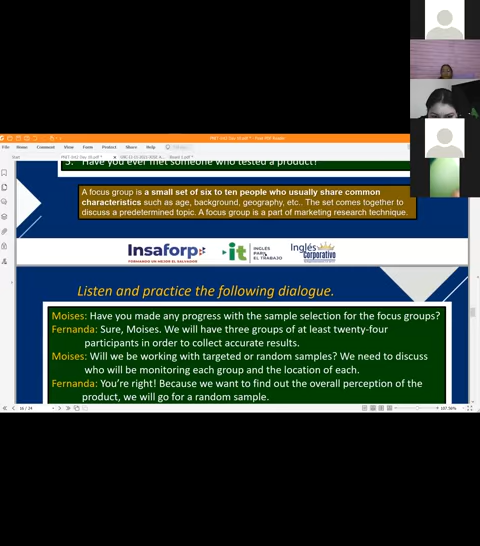 File Home Comment View Form Protect Share Help
Start
3. Have you ever met someone who tested a product?
A focus group is a small set of six to ten people who usually share common
characteristics such as age, background, geography, etc.. The set comes together to
discuss a predetermined topic. A focus group is a part of marketing research technique.
Insaforp
FORMANDO UN MEJOR EL SALVADOR
it INGLÉS PARA EL TRABAJO
Inglés Corporativo
Listen and practice the following dialogue.
Moises: Have you made any progress with the sample selection for the focus groups?
Fernanda: Sure, Moises. We will have three groups of at least twenty-four
participants in order to collect accurate results.
Moises: Will we be working with targeted or random samples? We need to discuss
who will be monitoring each group and the location of each.
Fernanda: You're right! Because we want to find out the overall perception of the
product, we will go for a random sample.
16 / 24
107.56%